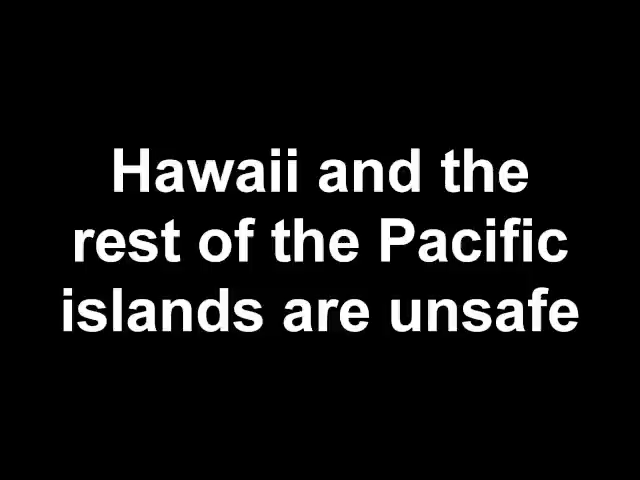 Hawaii and the
rest of the Pacific
islands are unsafe